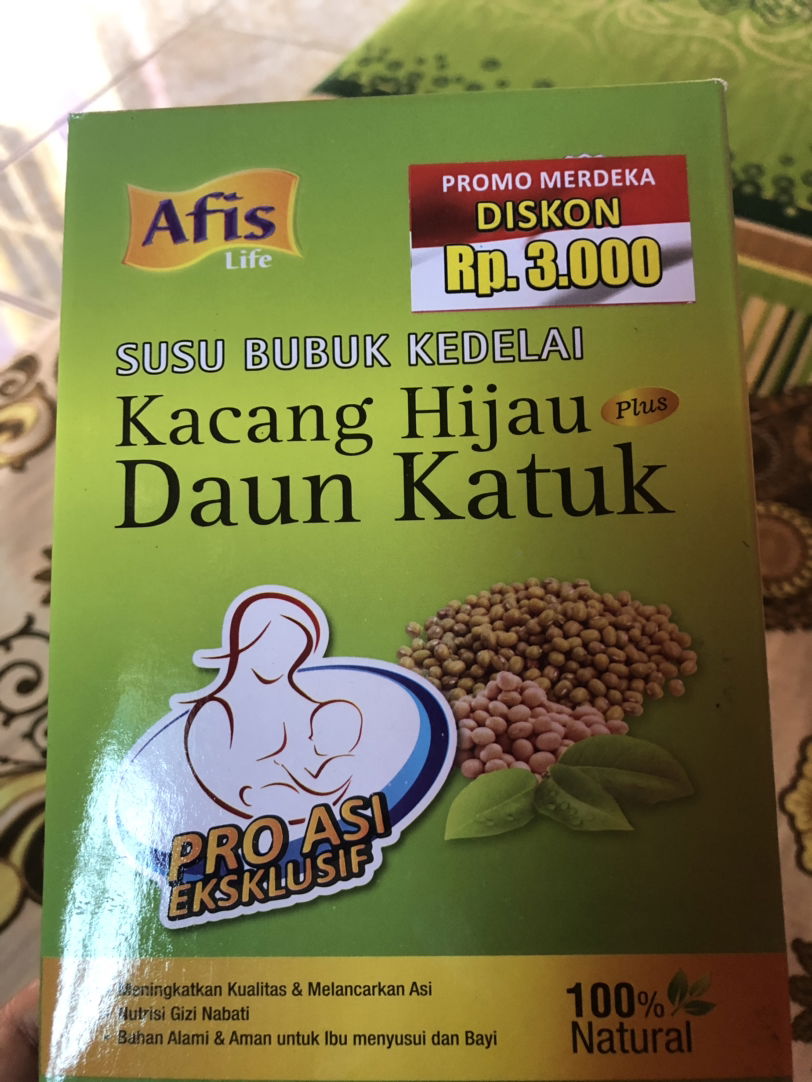 Afis
Life
PROMO MERDEKA
DISKON
Rp. 3.000
SUSU BUBUK KEDELAI
Kacang Hijau Plus
Daun Katuk
PRO ASI
EKSKLUSIF
Meningkatkan Kualitas & Melancarkan Asi
Nutrisi Gizi Nabati
Bahan Alami & Aman untuk Ibu menyusui dan Bayi
100%
Natural